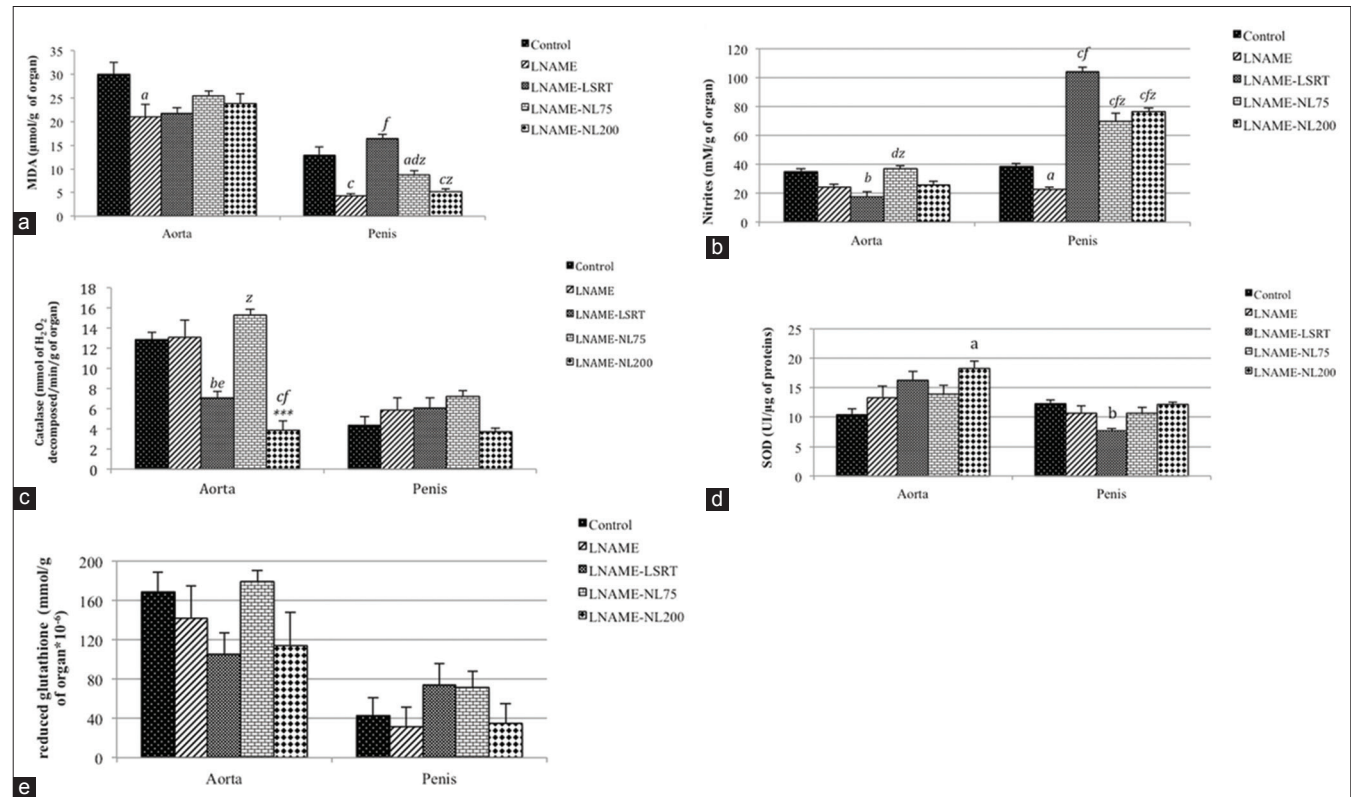 MDA (µmol/g of organ)
35
30
25
20
15
10
5
0
a
c
f
adz
cz
Aorta
Penis
Control
LNAME
LNAME-LSRT
LNAME-NL75
LNAME-NL200
a
Nitrites (mM/g of organ)
120
100
80
60
40
20
0
b
dz
a
cf
cfz
cfz
Aorta
Penis
Control
LNAME
LNAME-LSRT
LNAME-NL75
LNAME-NL200
b
Catalase (mmol of H₂O₂
decomposed/min/g of organ)
18
16
14
12
10
8
6
4
2
0
be
z
cf
***
Aorta
Penis
Control
LNAME
LNAME-LSRT
LNAME-NL75
LNAME-NL200
c
SOD (UI/µg of proteins)
25
20
15
10
5
0
a
b
Aorta
Penis
Control
LNAME
LNAME-LSRT
LNAME-NL75
LNAME-NL200
d
reduced glutathione (mmol/g
of organ*10⁻⁶)
200
160
120
80
40
0
Aorta
Penis
Control
LNAME
LNAME-LSRT
LNAME-NL75
LNAME-NL200
e